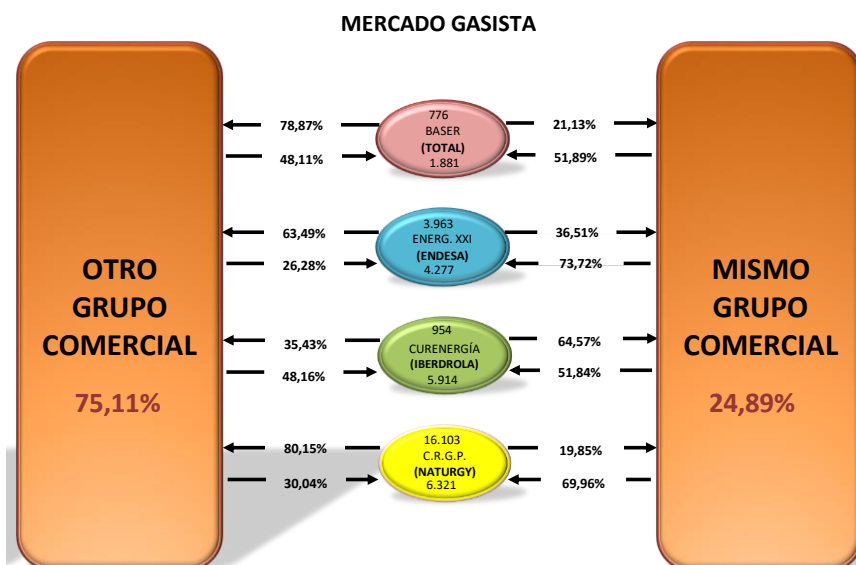 MERCADO GASISTA
OTRO
GRUPO
COMERCIAL
75,11%
78,87%
48,11%
776
BASER
(TOTAL)
1.881
21,13%
51,89%
63,49%
26,28%
3.963
ENERG. XXI
(ENDESA)
4.277
36,51%
73,72%
35,43%
48,16%
954
CURENERGÍA
(IBERDROLA)
5.914
64,57%
51,84%
80,15%
30,04%
16.103
C.R.G.P.
(NATURGY)
6.321
19,85%
69,96%
MISMO
GRUPO
COMERCIAL
24,89%